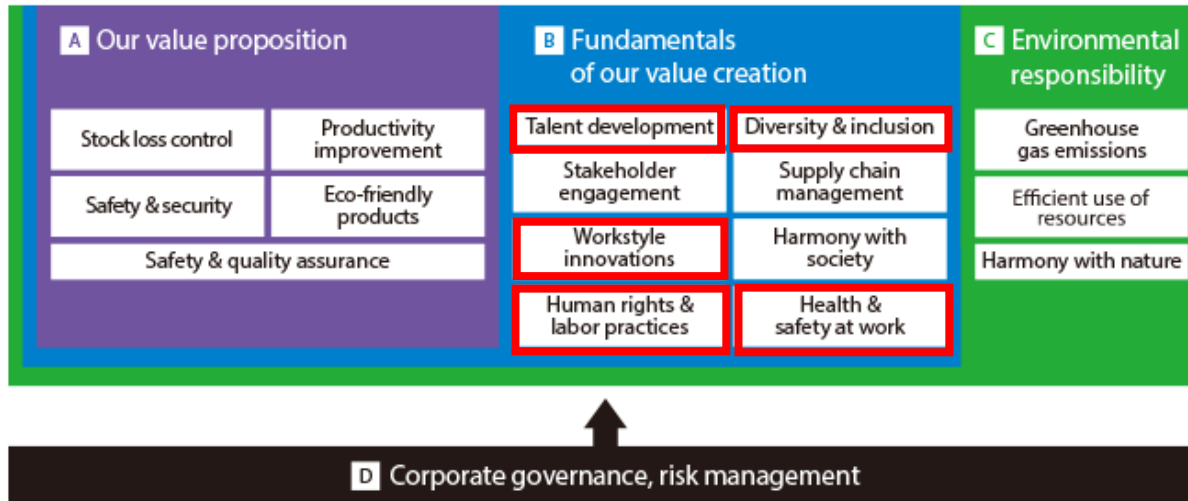 A Our value proposition
Stock loss control
Productivity
improvement
Safety & security
Eco-friendly
products
Safety & quality assurance
B Fundamentals
of our value creation
Talent development
Diversity & inclusion
Stakeholder
engagement
Supply chain
management
Workstyle
innovations
Harmony with
society
Human rights &
labor practices
Health &
safety at work
C Environmental
responsibility
Greenhouse
gas emissions
Efficient use of
resources
Harmony with nature
D Corporate governance, risk management